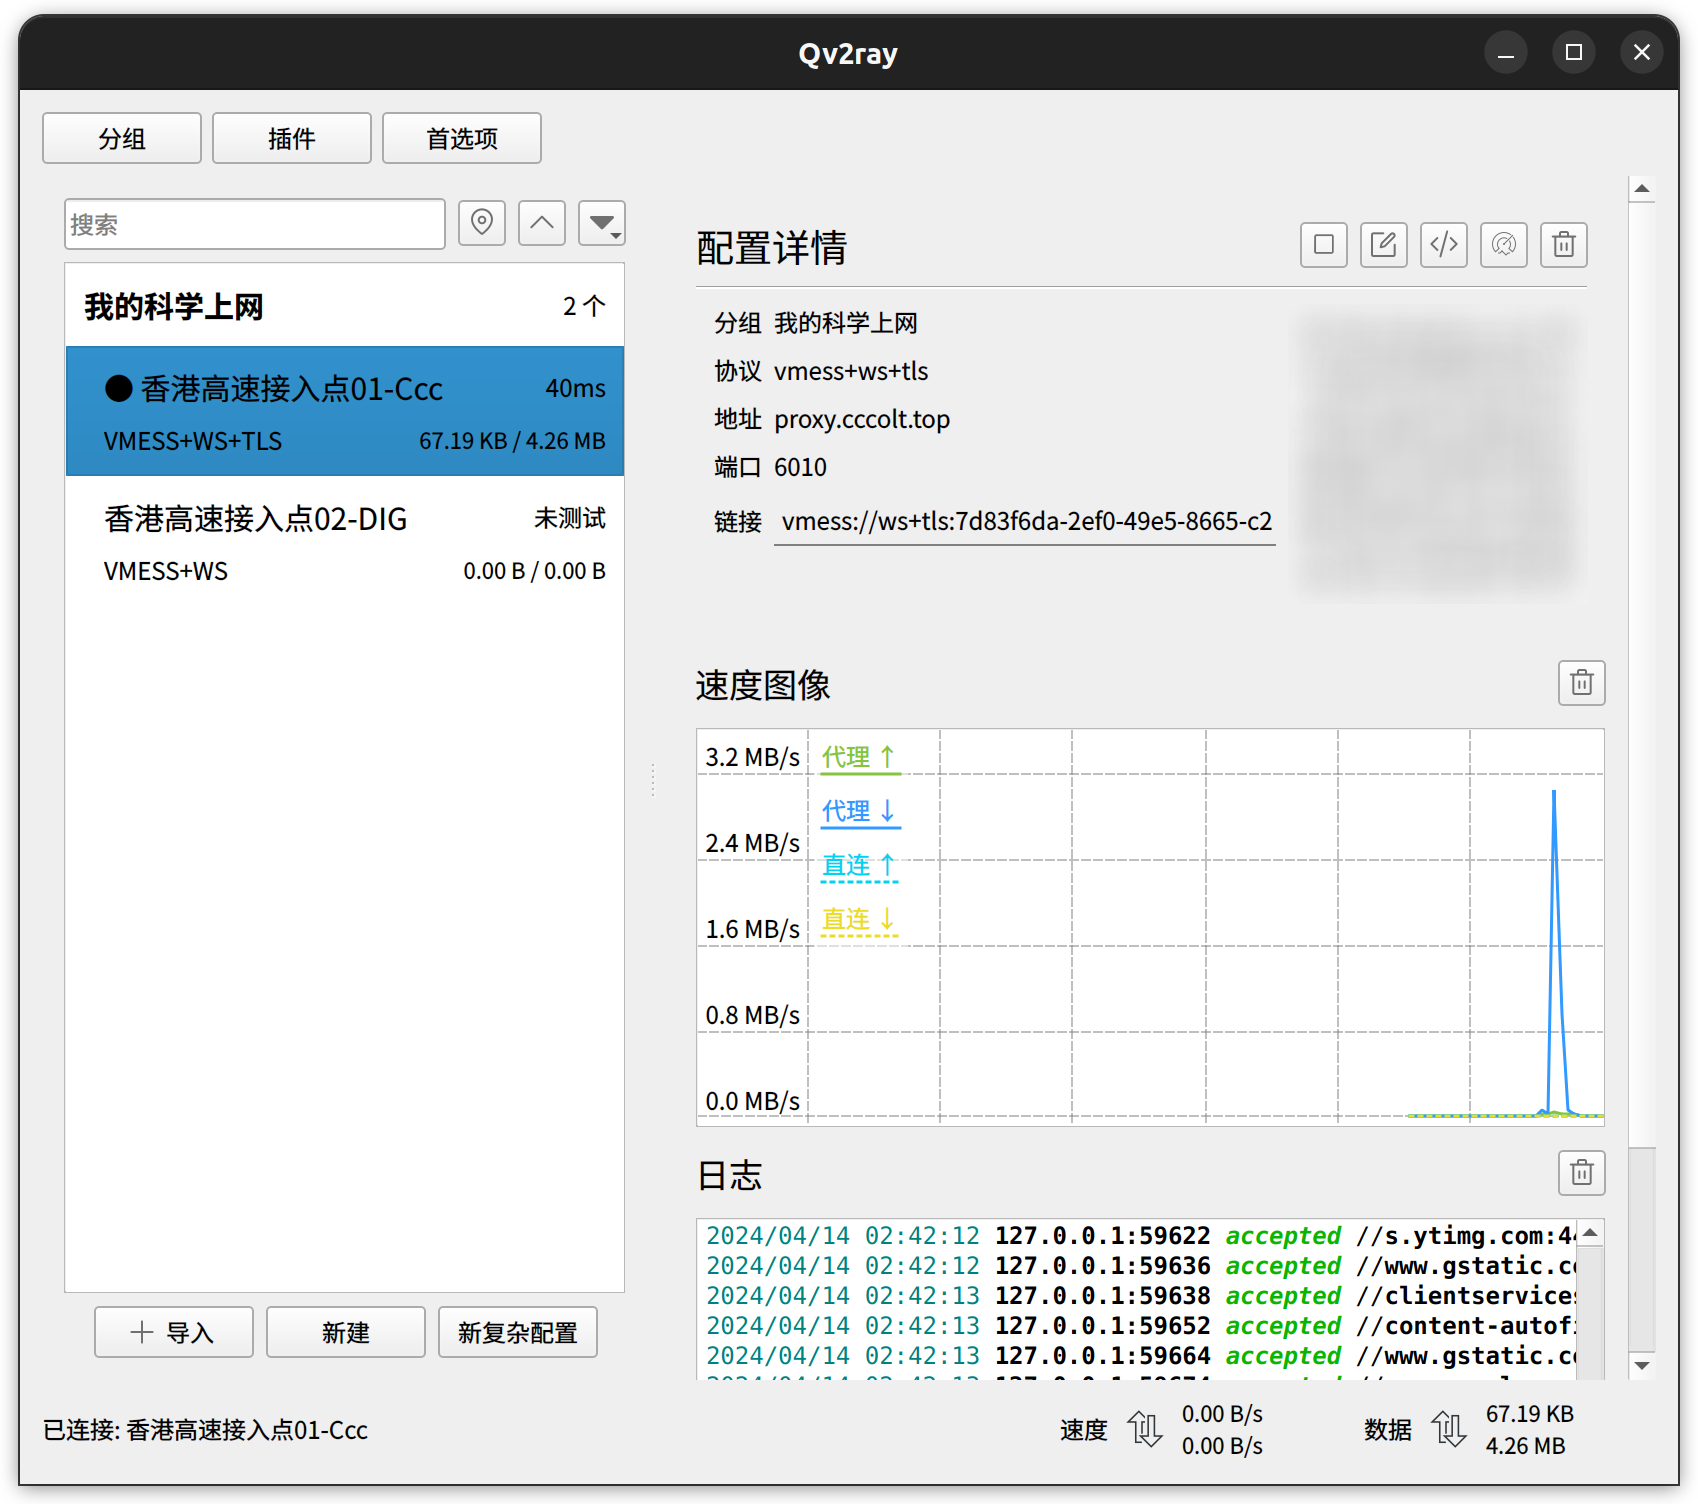 Qv2ray
分组
插件
首选项
搜索
我的科学上网
2 个
香港高速接入点01-Ccc
40ms
VMESS+WS+TLS
67.19 KB / 4.26 MB
香港高速接入点02-DIG
未测试
VMESS+WS
0.00 B / 0.00 B
导入
新建
新复杂配置
配置详情
分组 我的科学上网
协议 vmess+ws+tls
地址 proxy.cccolt.top
端口 6010
链接 vmess://ws+tls:7d83f6da-2ef0-49e5-8665-c2
速度图像
3.2 MB/s
2.4 MB/s
1.6 MB/s
0.8 MB/s
0.0 MB/s
代理 ↑
代理 ↓
直连 ↑
直连 ↓
日志
2024/04/14 02:42:12 127.0.0.1:59622 accepted //s.ytimg.com:4
2024/04/14 02:42:12 127.0.0.1:59636 accepted //www.gstatic.c
2024/04/14 02:42:13 127.0.0.1:59638 accepted //clientservice
2024/04/14 02:42:13 127.0.0.1:59652 accepted //content-autof
2024/04/14 02:42:13 127.0.0.1:59664 accepted //www.gstatic.c
已连接: 香港高速接入点01-Ccc
速度
0.00 B/s
0.00 B/s
数据
67.19 KB
4.26 MB